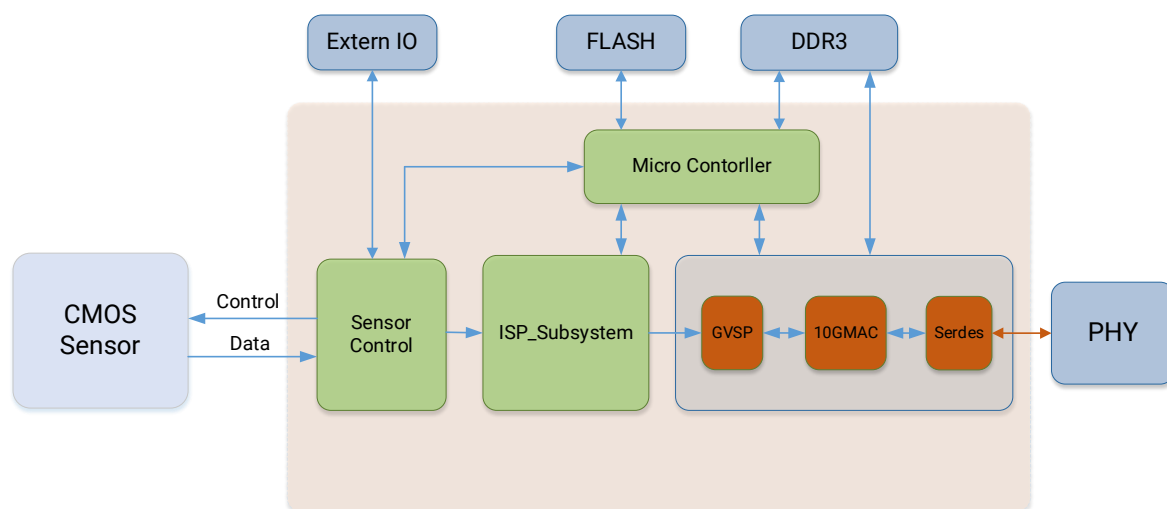 Extern IO
FLASH
DDR3
Micro Contorller
CMOS
Sensor
Control
Data
Sensor
Control
ISP_Subsystem
GVSP
10GMAC
Serdes
PHY